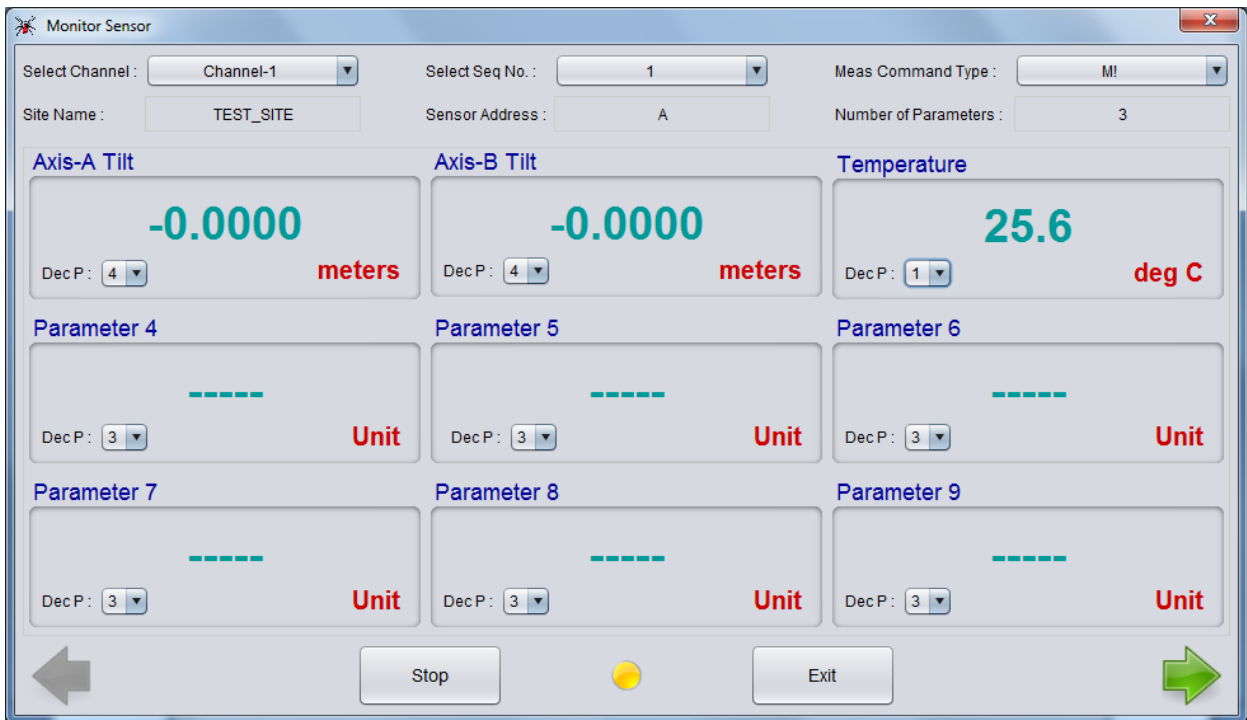 Monitor Sensor
Select Channel : Channel-1 Select Seq No. : 1 Meas Command Type : M!
Site Name : TEST_SITE Sensor Address : A Number of Parameters : 3
Axis-A Tilt Axis-B Tilt Temperature
-0.0000 -0.0000 25.6
Dec P : 4 meters Dec P : 4 meters Dec P : 1 deg C
Parameter 4 Parameter 5 Parameter 6
----- ----- -----
Dec P : 3 Unit Dec P : 3 Unit Dec P : 3 Unit
Parameter 7 Parameter 8 Parameter 9
----- ----- -----
Dec P : 3 Unit Dec P : 3 Unit Dec P : 3 Unit
Stop Exit